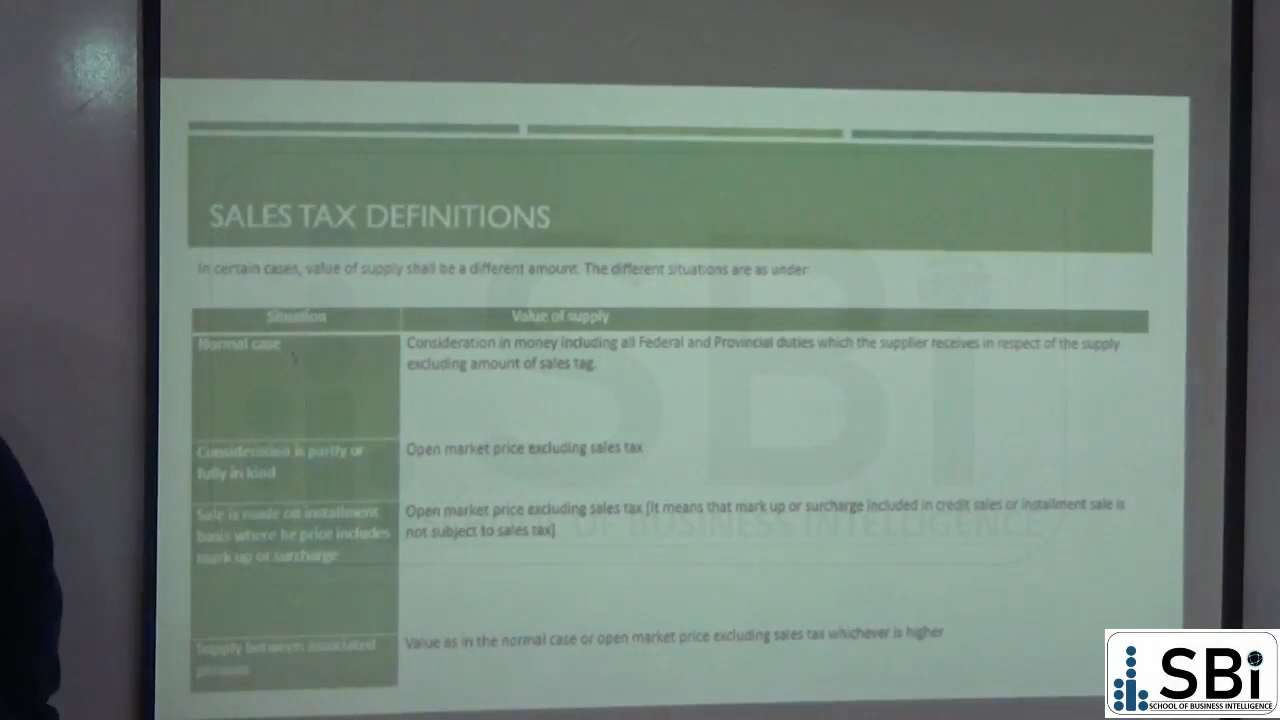 SALES TAX DEFINITIONS
In certain cases, value of supply shall be a different amount. The different situations are as under
Situation
Value of supply
Normal case
Consideration in money including all Federal and Provincial duties which the supplier receives in respect of the supply
excluding amount of sales tag.
Consideration is partly or
fully in kind
Open market price excluding sales tax
Sale is made on installment
basis where he price includes
mark up or surcharge
Open market price excluding sales tax [It means that mark up or surcharge included in credit sales or installment sale is
not subject to sales tax]
Supply between associated
persons
Value as in the normal case or open market price excluding sales tax whichever is higher
SBi
OF BUSINESS INTELLIGENCE
SBi
SCHOOL OF BUSINESS INTELLIGENCE